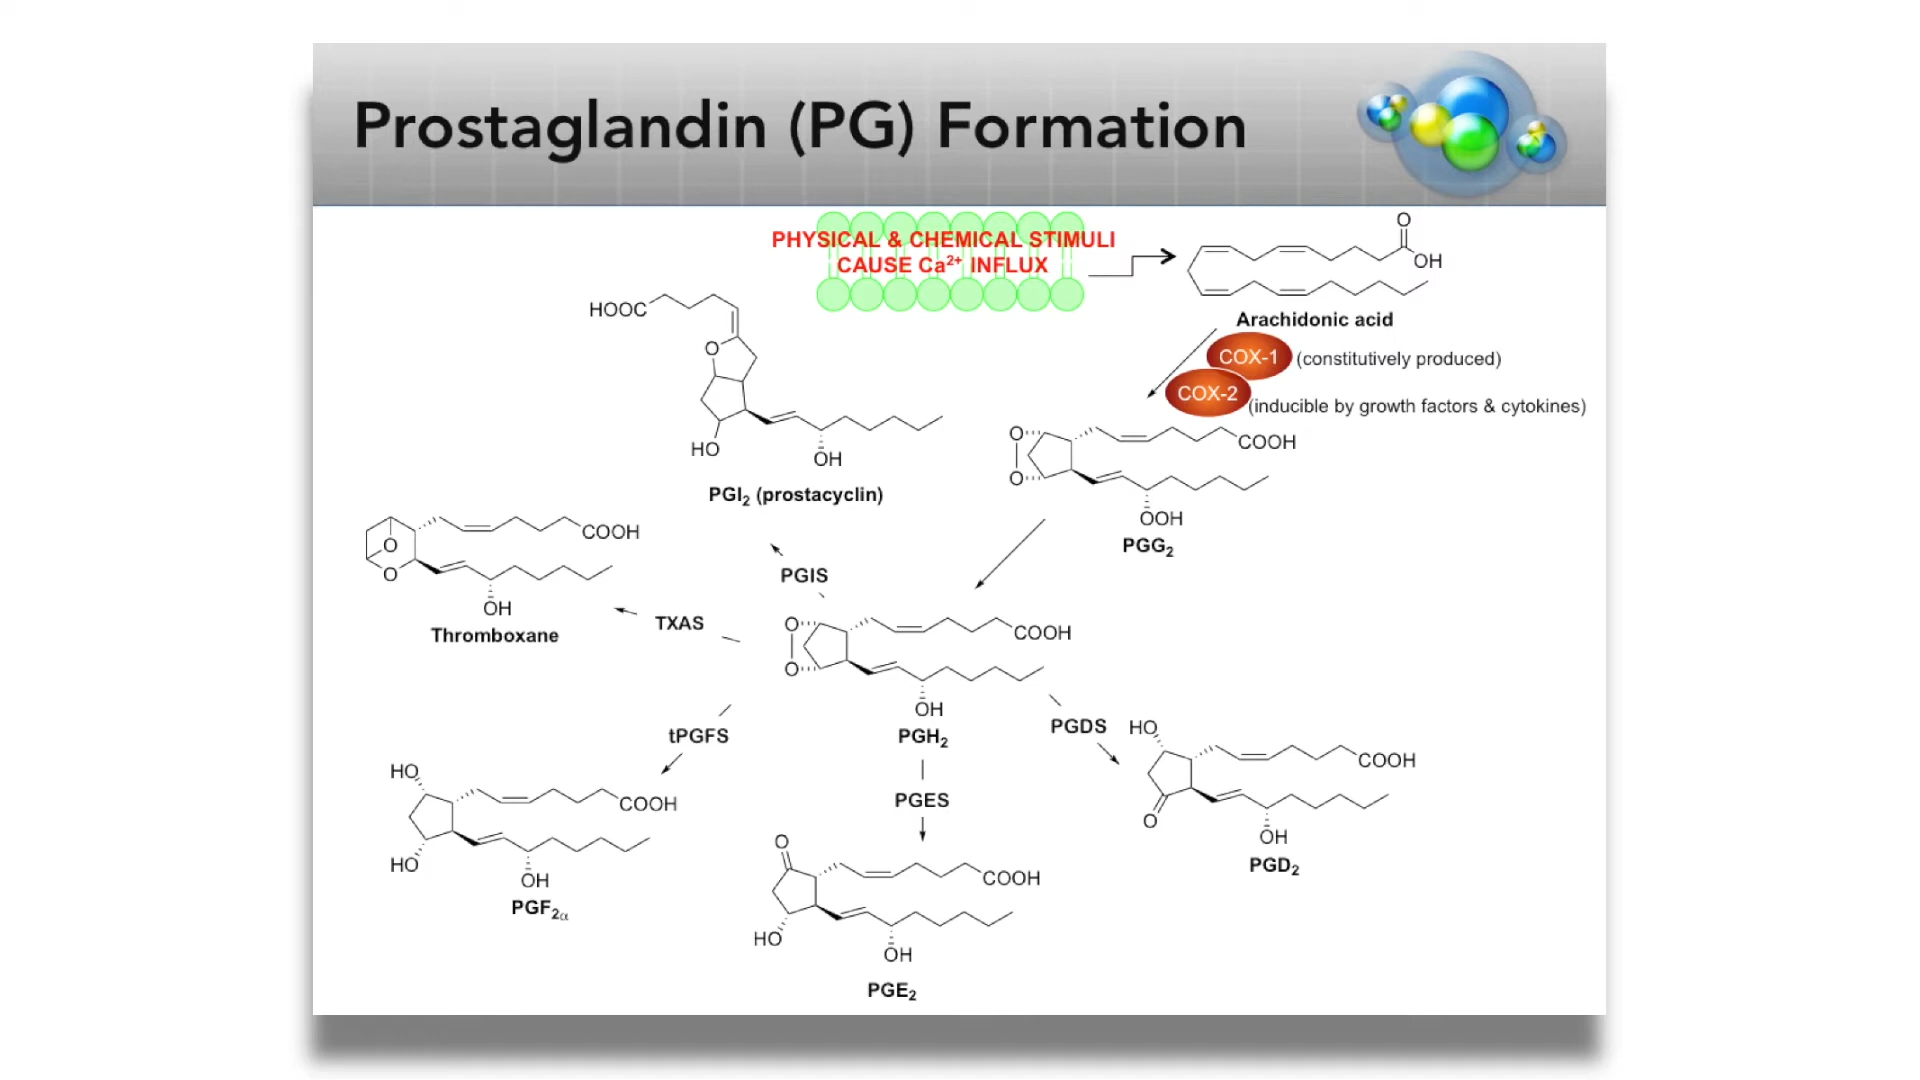 Prostaglandin (PG) Formation
PHYSICAL & CHEMICAL STIMULI
CAUSE Ca²⁺ INFLUX
O
OH
Arachidonic acid
COX-1 (constitutively produced)
COX-2 (inducible by growth factors & cytokines)
HOOC
O
HO
OH
PGI₂ (prostacyclin)
O
O
COOH
OOH
PGG₂
COOH
O
O
OH
Thromboxane
PGIS
TXAS
O
O
COOH
OH
PGH₂
tPGFS
PGES
PGDS
HO
COOH
O
OH
PGD₂
HO
COOH
HO
OH
PGF₂α
O
COOH
HO
OH
PGE₂